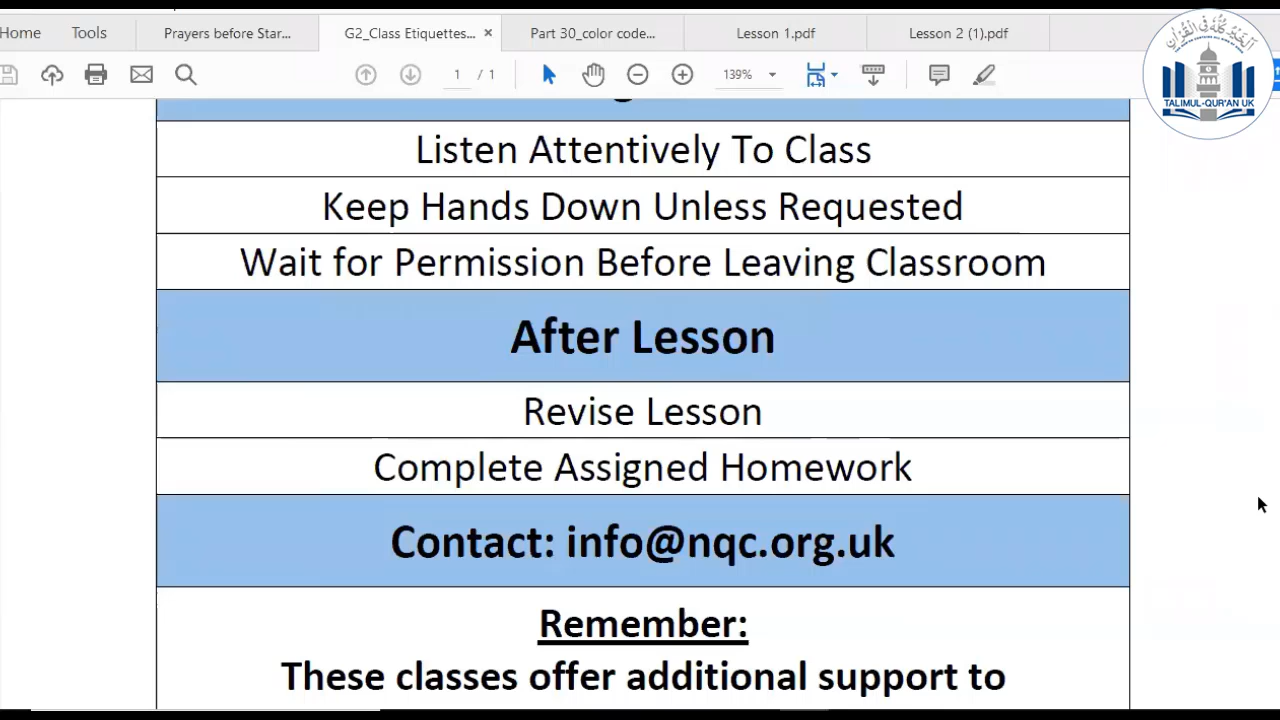 Home Tools Prayers before Star... G2_Class Etiquettes... × Part 30_color code... Lesson 1.pdf Lesson 2 (1).pdf
1 / 1 139%
TALIMUL-QUR'AN UK
Listen Attentively To Class
Keep Hands Down Unless Requested
Wait for Permission Before Leaving Classroom
After Lesson
Revise Lesson
Complete Assigned Homework
Contact: info@nqc.org.uk
Remember:
These classes offer additional support to